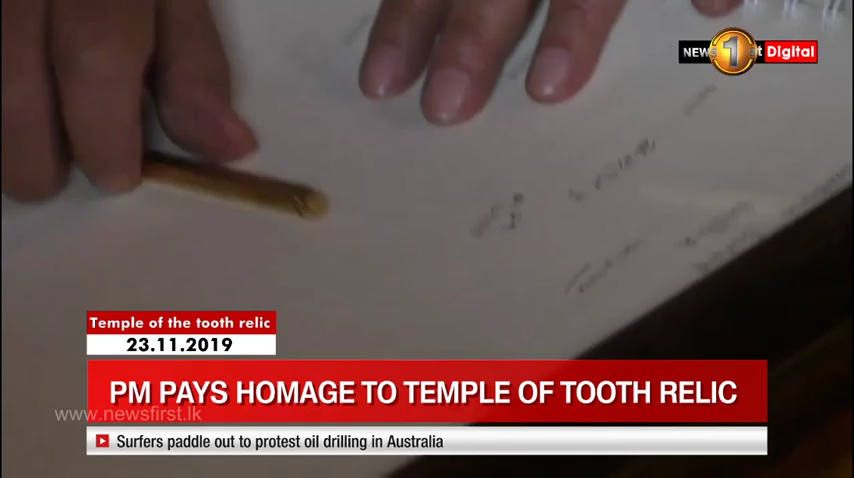 NEWS 1st Digital
Temple of the tooth relic
23.11.2019
PM PAYS HOMAGE TO TEMPLE OF TOOTH RELIC
www.newsfirst.lk
Surfers paddle out to protest oil drilling in Australia